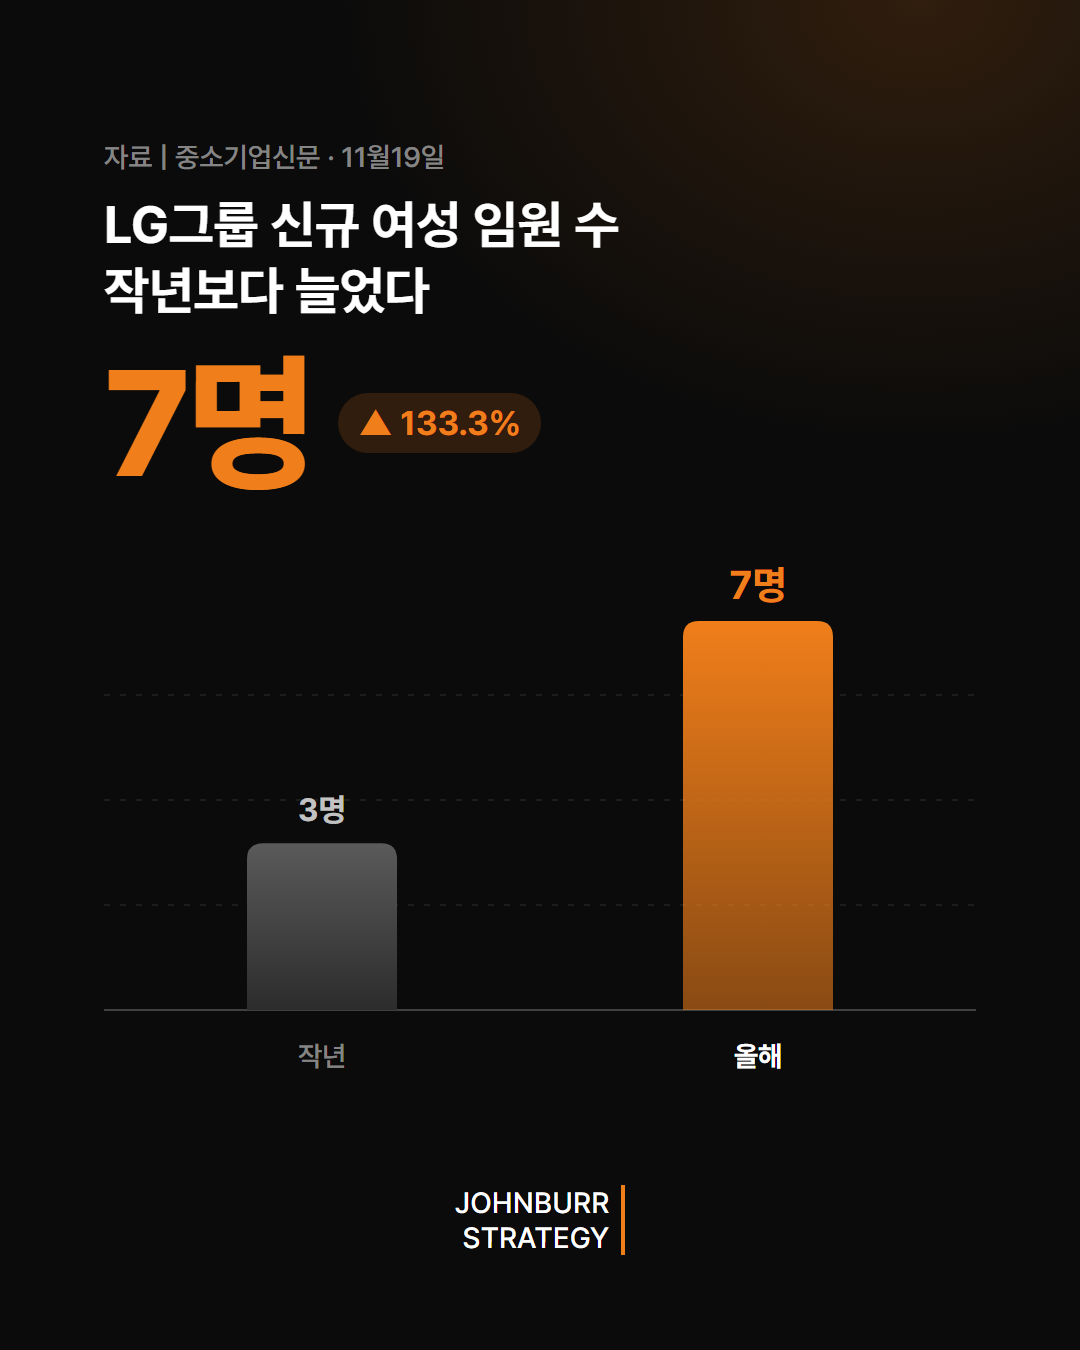 자료 | 중소기업신문 · 11월19일
LG그룹 신규 여성 임원 수
작년보다 늘었다
7명
▲ 133.3%
7명
3명
작년
올해
JOHNBURR
STRATEGY